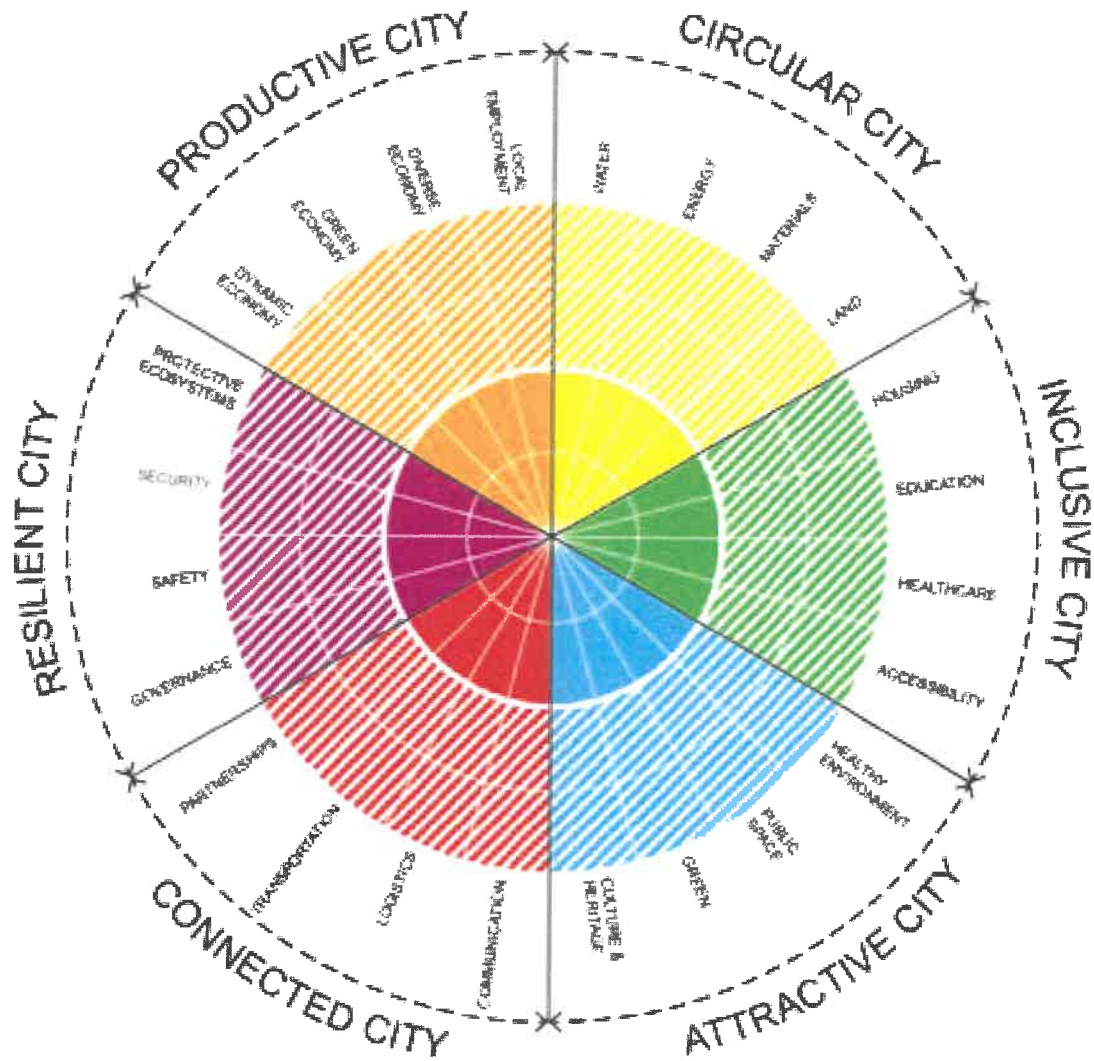 PRODUCTIVE CITY
LOCAL
EMPLOYMENT
DIVERSE
ECONOMY
GREEN
ECONOMY
DYNAMIC
ECONOMY
CIRCULAR CITY
WATER
ENERGY
MATERIALS
LAND
INCLUSIVE CITY
HOUSING
EDUCATION
HEALTHCARE
ACCESSIBILITY
ATTRACTIVE CITY
HEALTHY
ENVIRONMENT
PUBLIC
SPACE
GREEN
CULTURE &
HERITAGE
CONNECTED CITY
COMMUNICATION
LOGISTICS
TRANSPORTATION
PARTNERSHIPS
RESILIENT CITY
GOVERNANCE
SAFETY
SECURITY
PROTECTIVE
ECOSYSTEMS